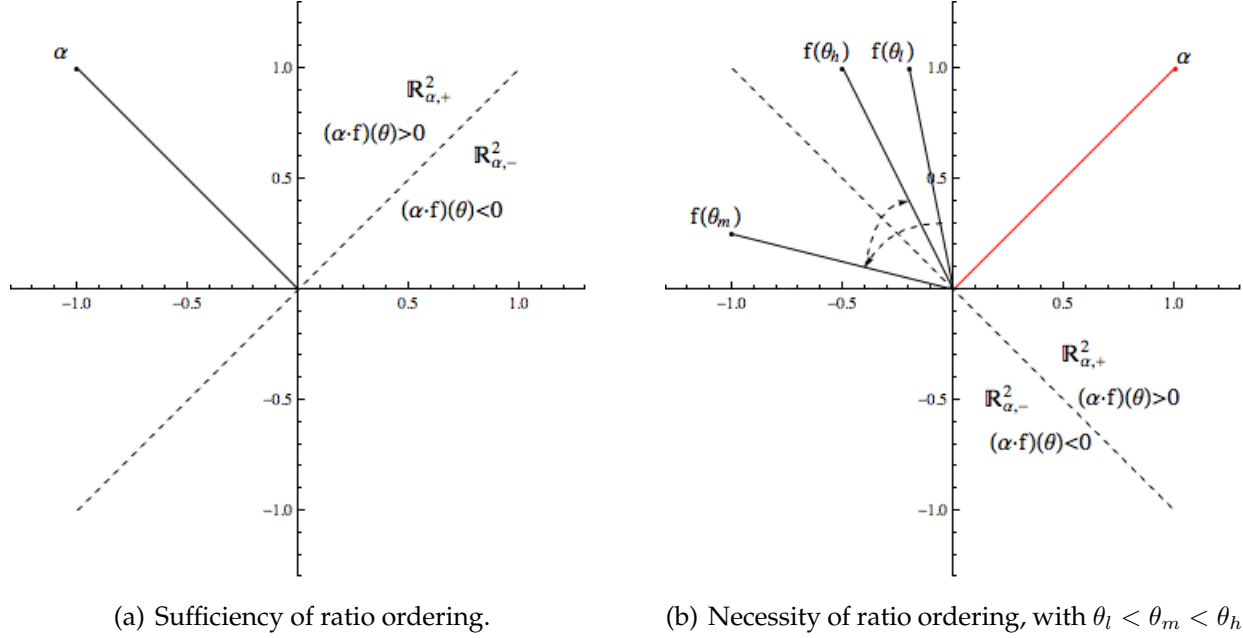 α
1.0
ℝ²α,+
(α·f)(θ)>0
ℝ²α,−
0.5
(α·f)(θ)<0
−1.0
−0.5
0.5
1.0
−0.5
−1.0
(a) Sufficiency of ratio ordering.
f(θh)
f(θl)
α
1.0
0.5
f(θm)
−1.0
−0.5
0.5
1.0
ℝ²α,+
−0.5
ℝ²α,−
(α·f)(θ)>0
(α·f)(θ)<0
−1.0
(b) Necessity of ratio ordering, with θl < θm < θh